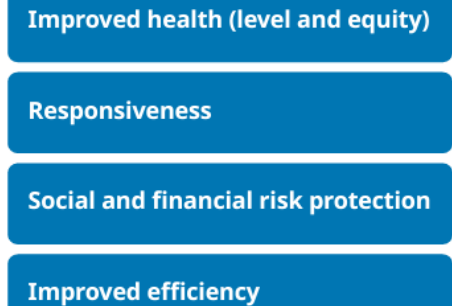 Improved health (level and equity)
Responsiveness
Social and financial risk protection
Improved efficiency